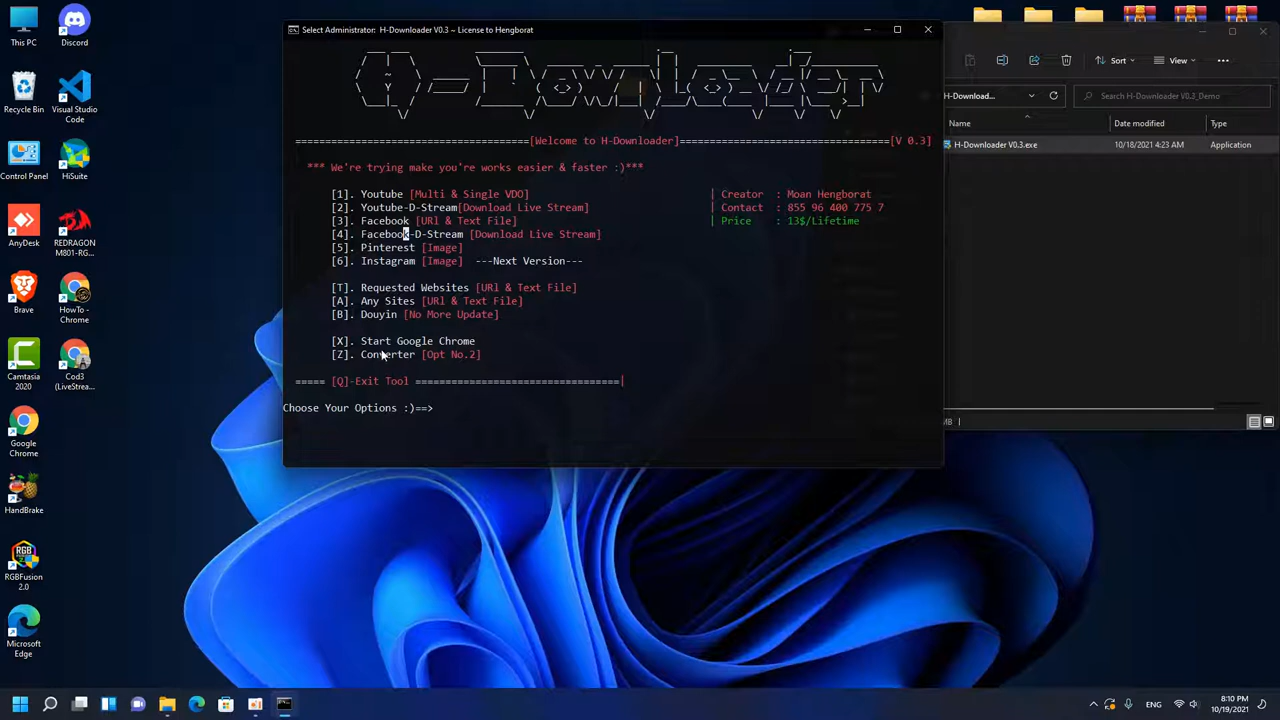 Select Administrator: H-Downloader V0.3 ~ License to Hengborat
================================[Welcome to H-Downloader]================================[V 0.3]
*** We're trying make you're works easier & faster :)***
[1]. Youtube [Multi & Single VDO]
[2]. Youtube-D-Stream[Download Live Stream]
[3]. Facebook [URl & Text File]
[4]. Facebook-D-Stream [Download Live Stream]
[5]. Pinterest [Image]
[6]. Instagram [Image] ---Next Version---
| Creator : Moan Hengborat
| Contact : 855 96 400 775 7
| Price : 13$/Lifetime
[T]. Requested Websites [URl & Text File]
[A]. Any Sites [URl & Text File]
[B]. Douyin [No More Update]
[X]. Start Google Chrome
[Z]. Converter [Opt No.2]
===== [Q]-Exit Tool ==================================|
Choose Your Options :)==>
Sort
View
H-Download...
Search H-Downloader V0.3_Demo
Name
Date modified
Type
H-Downloader V0.3.exe
10/18/2021 4:23 AM
Application
MB
This PC
Discord
Recycle Bin
Visual Studio
Code
Control Panel
HiSuite
AnyDesk
REDRAGON
M801-RG...
Brave
HowTo -
Chrome
Camtasia
2020
Cod3
(LiveStrea...
Google
Chrome
HandBrake
RGBFusion
2.0
Microsoft
Edge
ENG
8:10 PM
10/19/2021